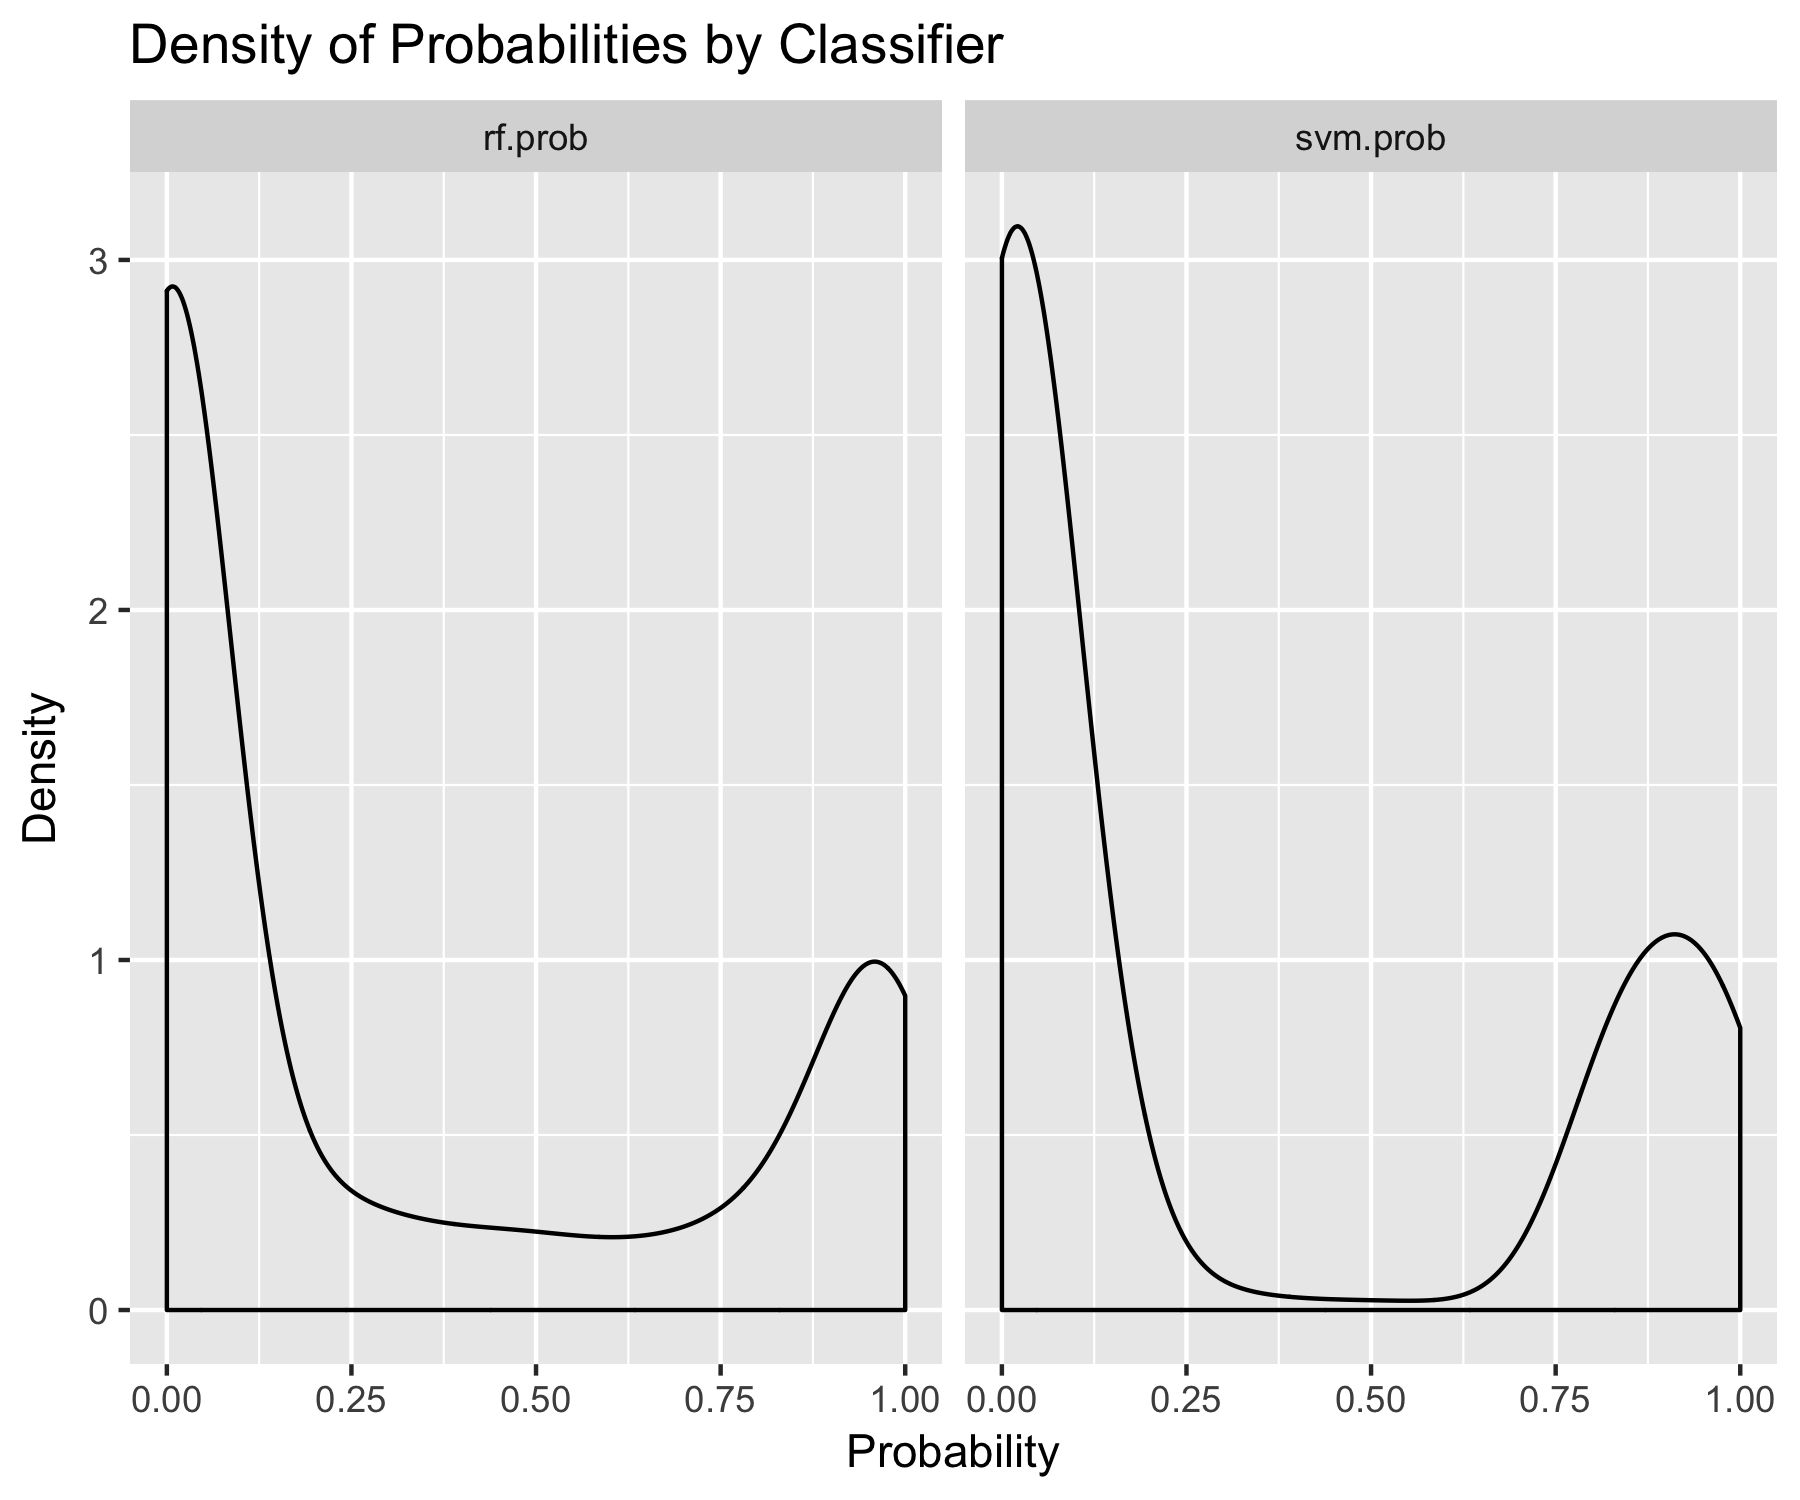 Density of Probabilities by Classifier
rf.prob
svm.prob
Density
3
2
1
0
0.00 0.25 0.50 0.75 1.00
0.00 0.25 0.50 0.75 1.00
Probability